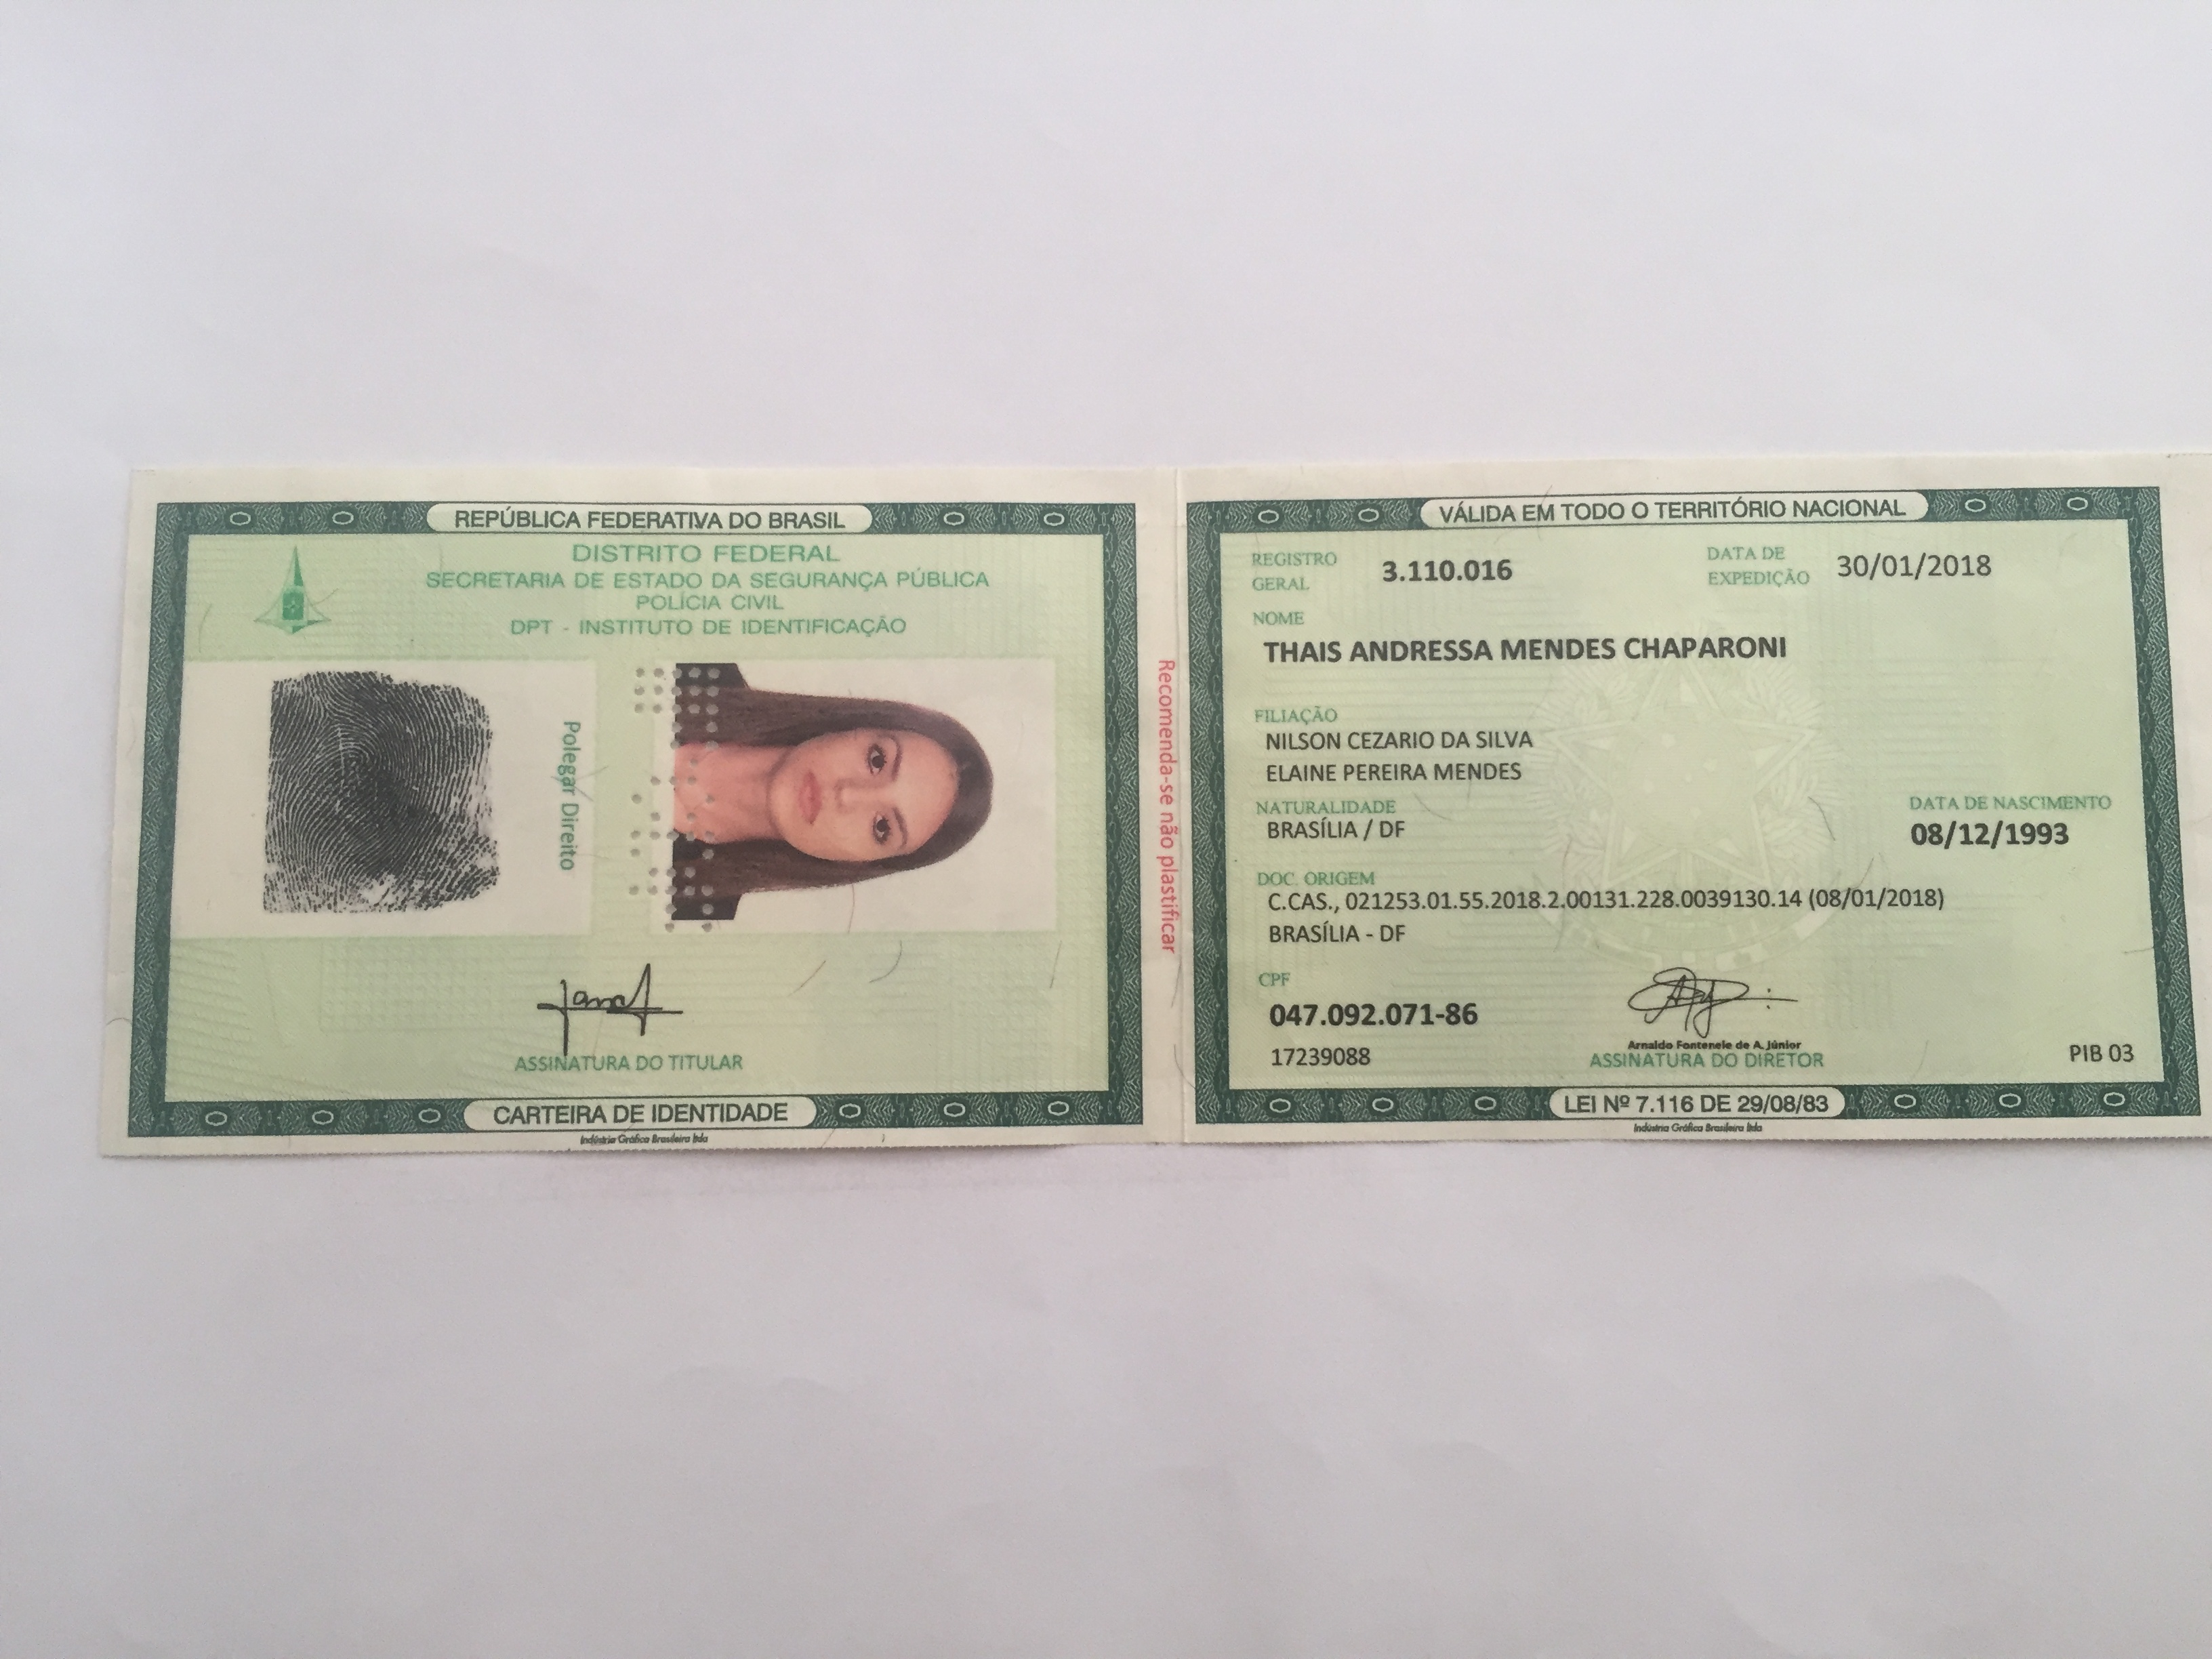 REPÚBLICA FEDERATIVA DO BRASIL
DISTRITO FEDERAL
SECRETARIA DE ESTADO DA SEGURANÇA PÚBLICA
POLÍCIA CIVIL
DPT - INSTITUTO DE IDENTIFICAÇÃO
Polegar Direito
ASSINATURA DO TITULAR
CARTEIRA DE IDENTIDADE
Indústria Gráfica Brasileira ltda
Recomenda-se não plastificar
VÁLIDA EM TODO O TERRITÓRIO NACIONAL
REGISTRO GERAL 3.110.016 DATA DE EXPEDIÇÃO 30/01/2018
NOME
THAIS ANDRESSA MENDES CHAPARONI
FILIAÇÃO
NILSON CEZARIO DA SILVA
ELAINE PEREIRA MENDES
NATURALIDADE DATA DE NASCIMENTO
BRASÍLIA / DF 08/12/1993
DOC. ORIGEM
C.CAS., 021253.01.55.2018.2.00131.228.0039130.14 (08/01/2018)
BRASÍLIA - DF
CPF
047.092.071-86
Arnaldo Fontenele de A. Júnior
17239088 ASSINATURA DO DIRETOR PIB 03
LEI Nº 7.116 DE 29/08/83
Indústria Gráfica Brasileira ltda